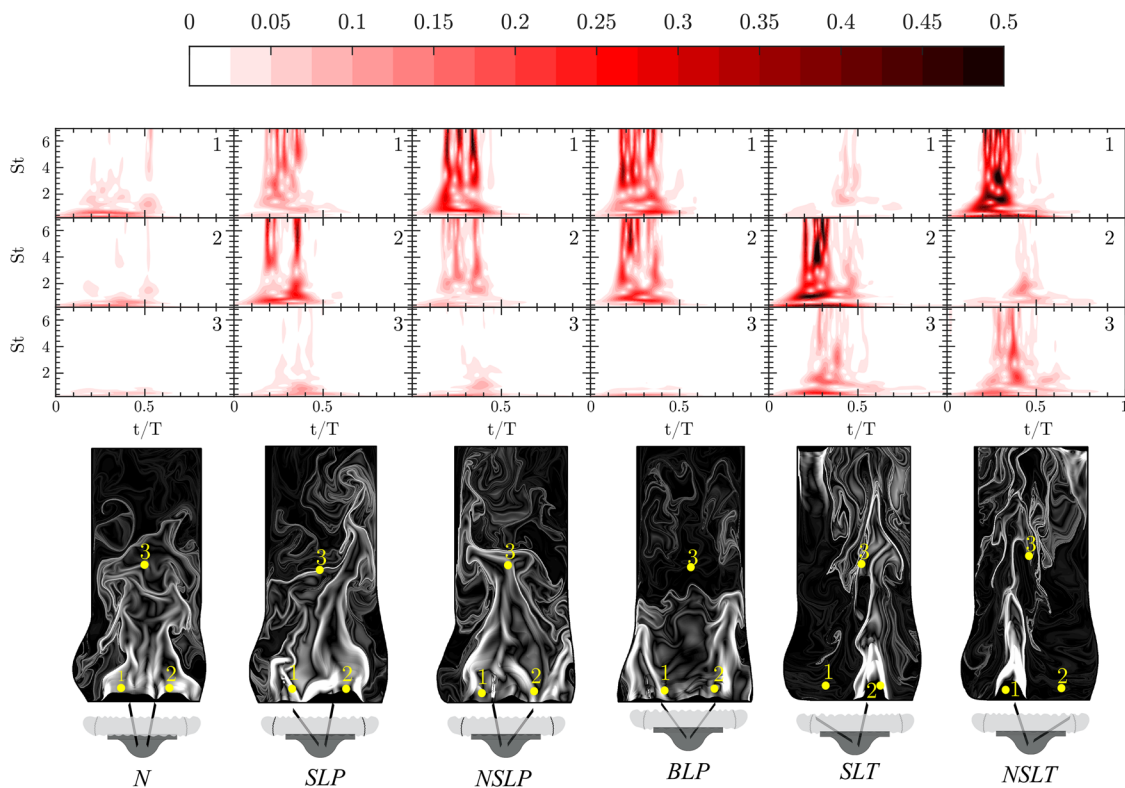 0 0.05 0.1 0.15 0.2 0.25 0.3 0.35 0.4 0.45 0.5
St 6 4 2 1 1 1 1 1 1
St 6 4 2 2 2 2 2 2 2
St 6 4 2 3 3 3 3 3 3
0 0.5 0 0.5 0 0.5 0 0.5 0 0.5 0 0.5 1
t/T t/T t/T t/T t/T t/T
3 3 3 3 3 3
1 2 1 2 1 2 1 2 1 2 1 2
N SLP NSLP BLP SLT NSLT